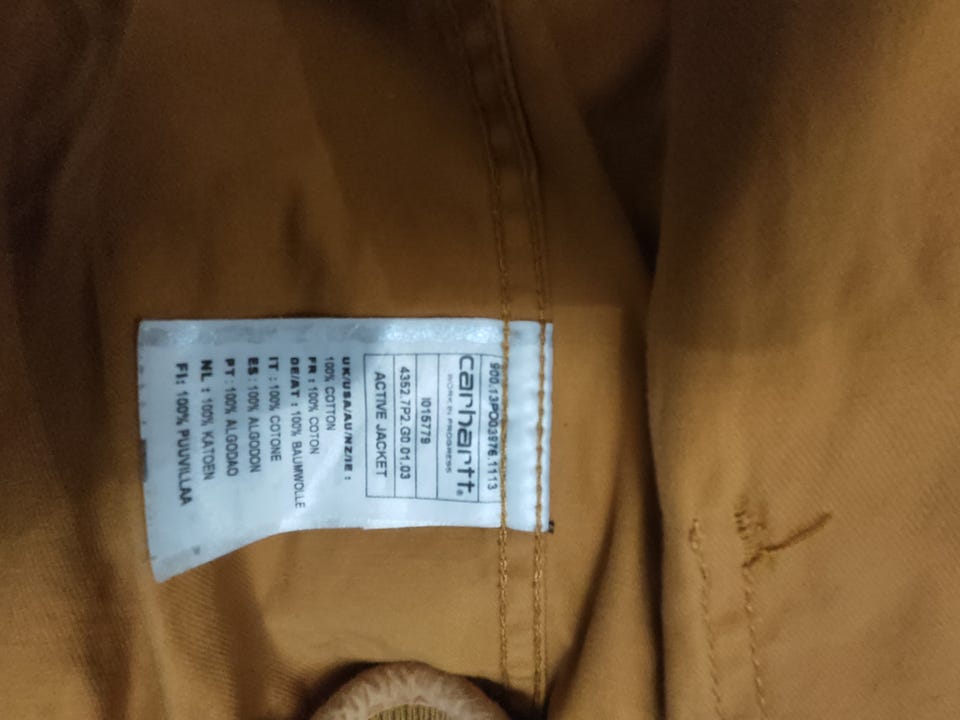 900.13PO03976.1113
carhartt®
WORK IN PROGRESS
I015779
4352.7P2.G0.01.03
ACTIVE JACKET
UK/USA/AU/NZ/IE :
100% COTTON
FR : 100% COTON
DE/AT : 100% BAUMWOLLE
IT : 100% COTONE
ES : 100% ALGODON
PT : 100% ALGODAO
NL : 100% KATOEN
FI: 100% PUUVILLAA